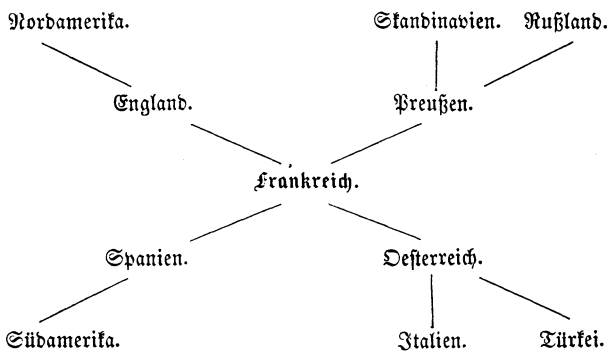 Nordamerika. Skandinavien. Rußland.
England. Preußen.
Frankreich.
Spanien. Oesterreich.
Südamerika. Italien. Türkei.